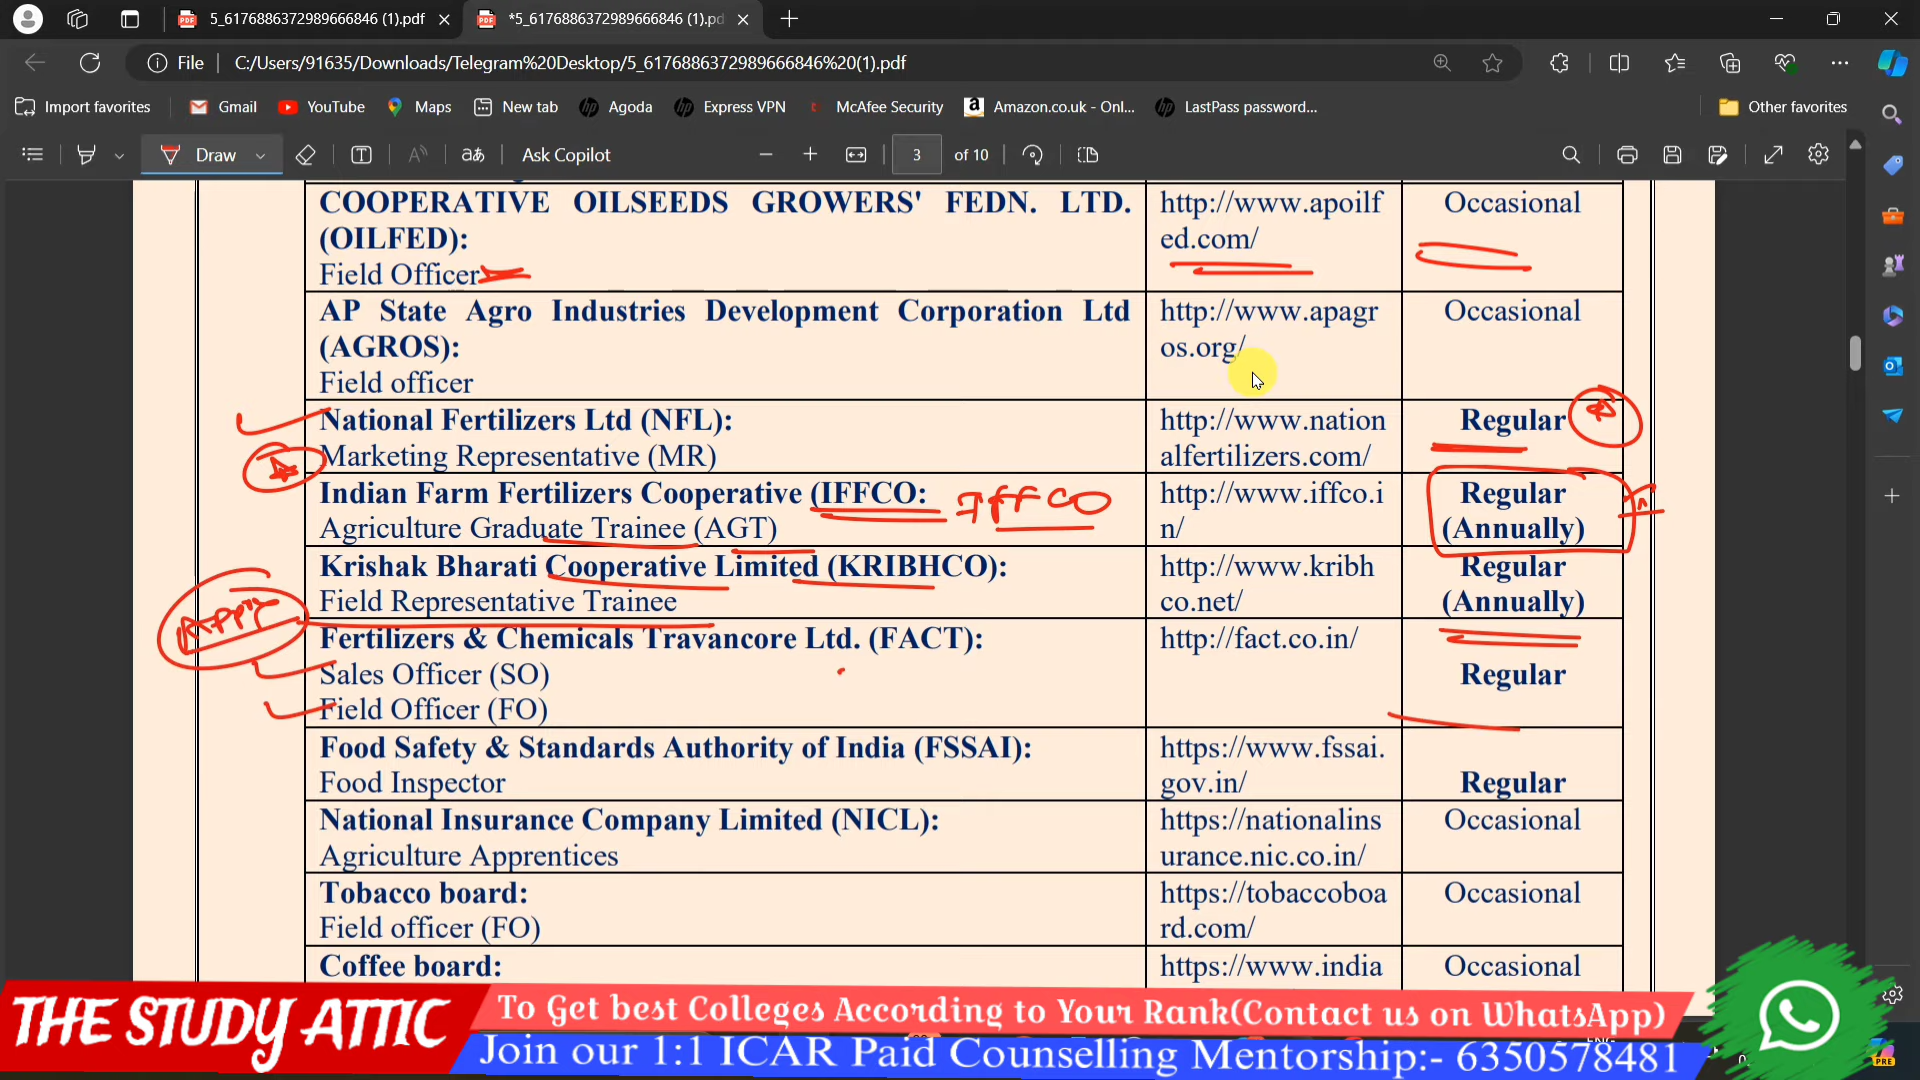 5_6176886372989666846 (1).pdf
*5_6176886372989666846 (1).pd
File
C:/Users/91635/Downloads/Telegram%20Desktop/5_6176886372989666846%20(1).pdf
Import favorites
Gmail
YouTube
Maps
New tab
Agoda
Express VPN
McAfee Security
Amazon.co.uk - Onl...
LastPass password...
Other favorites
Draw
Ask Copilot
3
of 10
COOPERATIVE OILSEEDS GROWERS' FEDN. LTD.
(OILFED):
Field Officer
http://www.apoilf
ed.com/
Occasional
AP State Agro Industries Development Corporation Ltd
(AGROS):
Field officer
http://www.apagr
os.org/
Occasional
National Fertilizers Ltd (NFL):
Marketing Representative (MR)
http://www.nation
alfertilizers.com/
Regular
Indian Farm Fertilizers Cooperative (IFFCO:
Agriculture Graduate Trainee (AGT)
IFFCO
http://www.iffco.i
n/
Regular
(Annually)
Krishak Bharati Cooperative Limited (KRIBHCO):
Field Representative Trainee
http://www.kribh
co.net/
Regular
(Annually)
Fertilizers & Chemicals Travancore Ltd. (FACT):
Sales Officer (SO)
Field Officer (FO)
http://fact.co.in/
Regular
Food Safety & Standards Authority of India (FSSAI):
Food Inspector
https://www.fssai.
gov.in/
Regular
National Insurance Company Limited (NICL):
Agriculture Apprentices
https://nationalins
urance.nic.co.in/
Occasional
Tobacco board:
Field officer (FO)
https://tobaccoboa
rd.com/
Occasional
Coffee board:
https://www.india
Occasional
THE STUDY ATTIC
To Get best Colleges According to Your Rank(Contact us on WhatsApp)
Join our 1:1 ICAR Paid Counselling Mentorship:- 6350578481
PRE